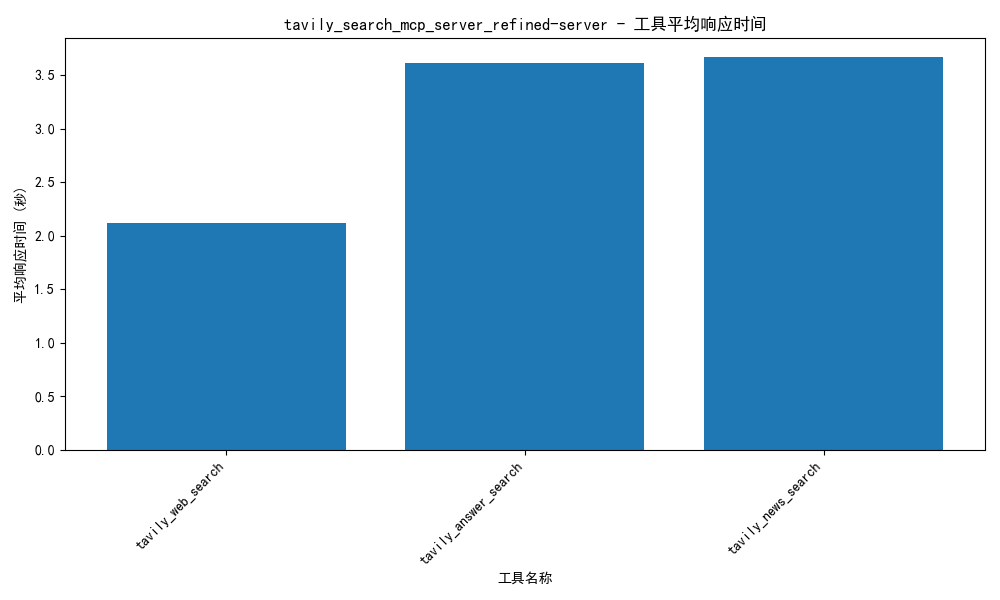 tavily_search_mcp_server_refined-server - 工具平均响应时间
平均响应时间 (秒)
3.5
3.0
2.5
2.0
1.5
1.0
0.5
0.0
tavily_web_search
tavily_answer_search
tavily_news_search
工具名称